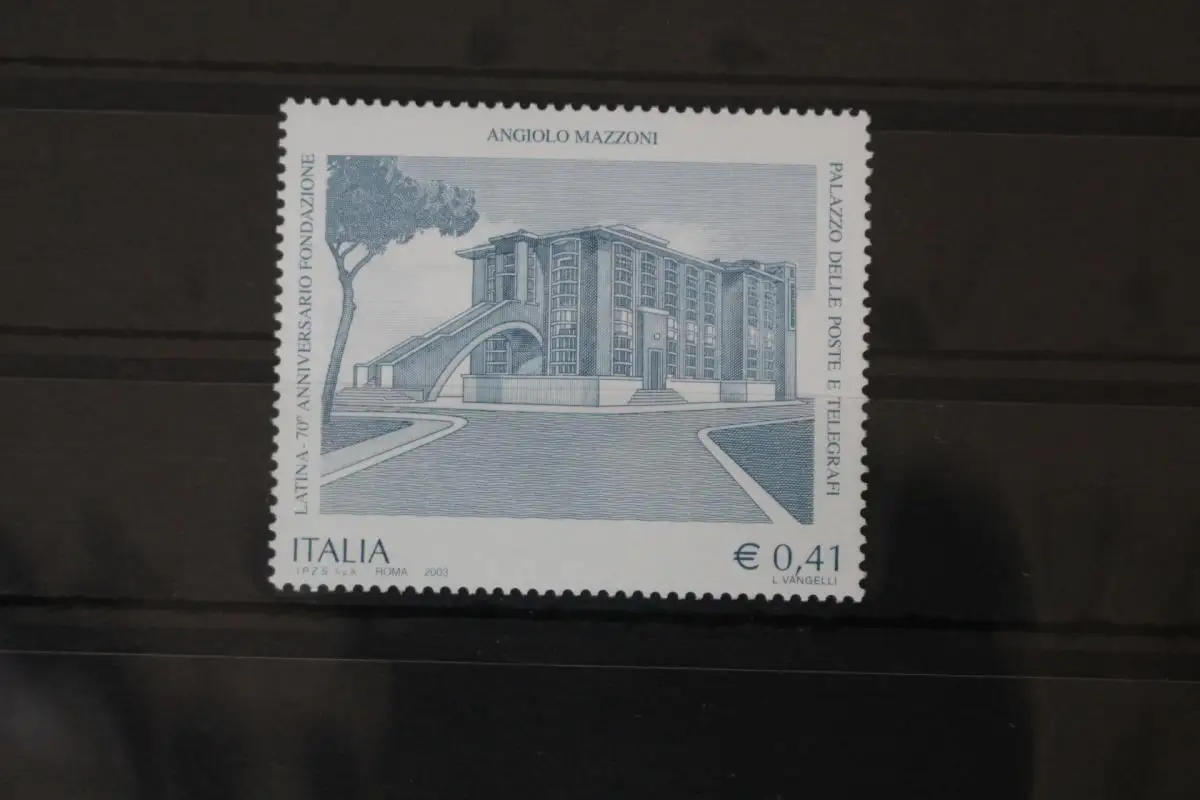 ANGIOLO MAZZONI
LATINA - 70° ANNIVERSARIO FONDAZIONE
PALAZZO DELLE POSTE E TELEGRAFI
ITALIA
€ 0,41
I.P.Z.S. S.p.A. ROMA 2003
L. VANGELLI